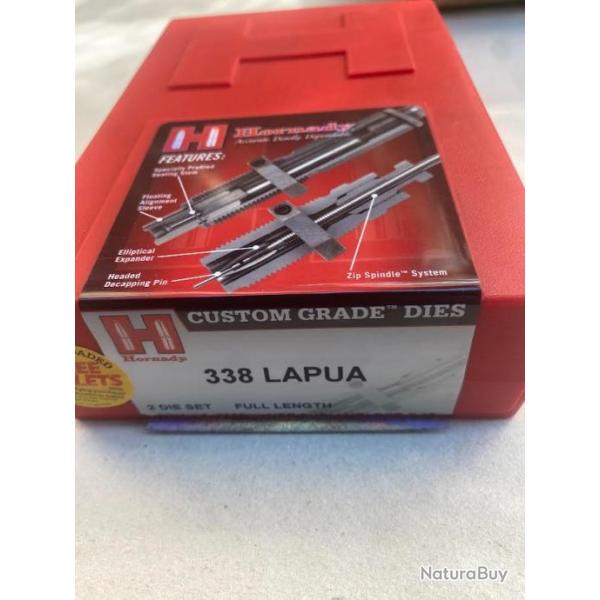 H Hornady
Accurate. Deadly. Dependable.
FEATURES:
Specially Profiled
Seating Stem
Floating
Alignment
Sleeve
Elliptical
Expander
Headed
Decapping Pin
Zip Spindle™ System
H
Hornady
CUSTOM GRADE™ DIES
338 LAPUA
2 DIE SET FULL LENGTH
NaturaBuy